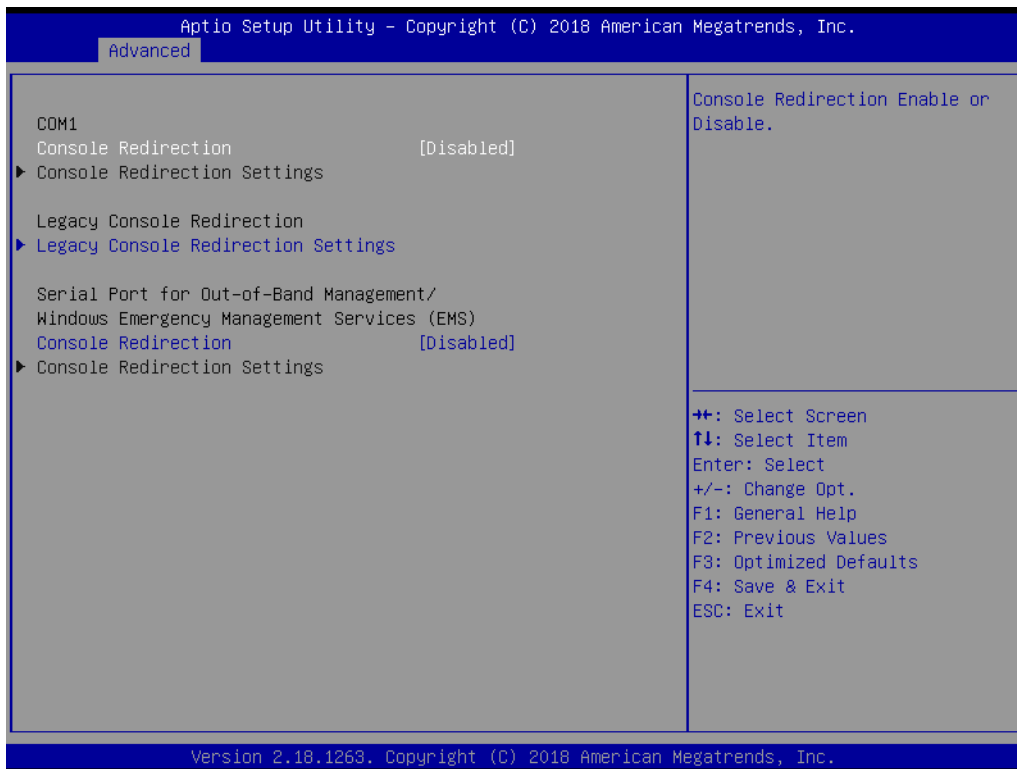 Aptio Setup Utility – Copyright (C) 2018 American Megatrends, Inc.
Advanced
COM1
Console Redirection [Disabled]
▶ Console Redirection Settings
Legacy Console Redirection
▶ Legacy Console Redirection Settings
Serial Port for Out-of-Band Management/
Windows Emergency Management Services (EMS)
Console Redirection [Disabled]
▶ Console Redirection Settings
Console Redirection Enable or
Disable.
→←: Select Screen
↑↓: Select Item
Enter: Select
+/-: Change Opt.
F1: General Help
F2: Previous Values
F3: Optimized Defaults
F4: Save & Exit
ESC: Exit
Version 2.18.1263. Copyright (C) 2018 American Megatrends, Inc.